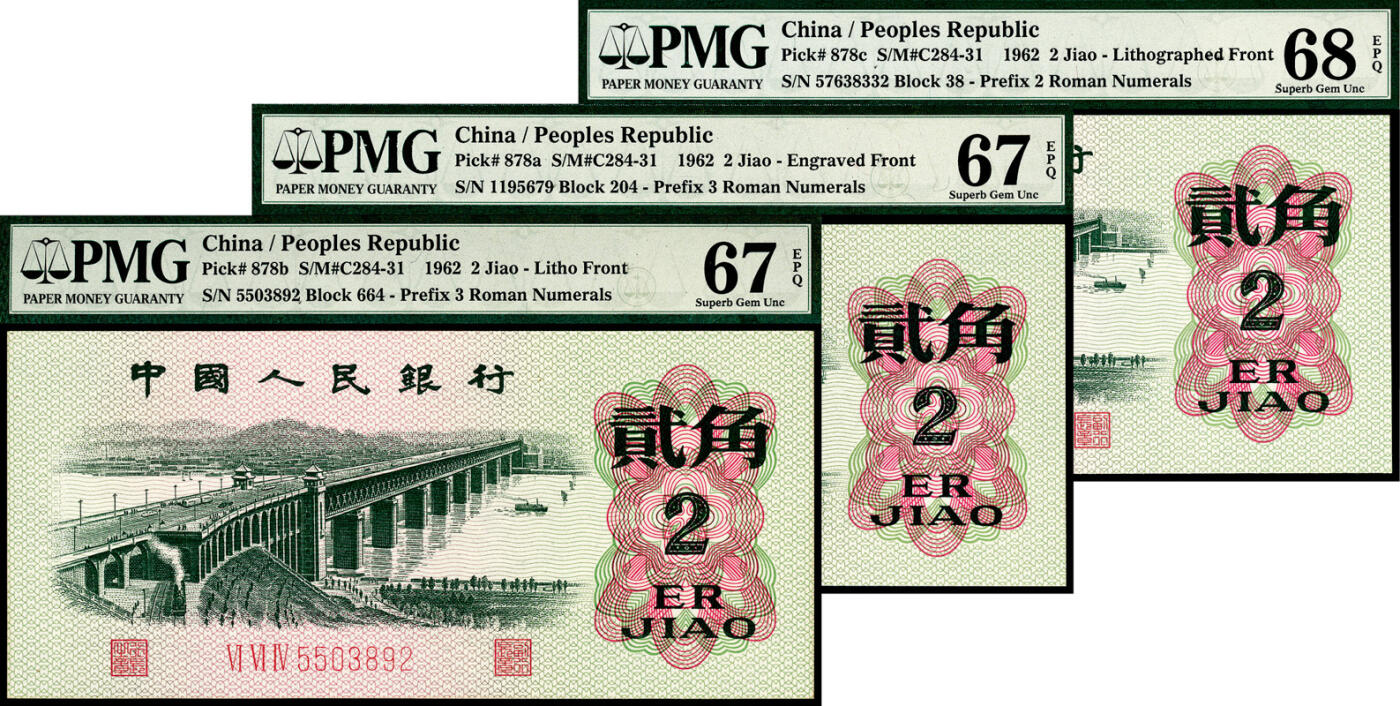 PMG
PAPER MONEY GUARANTY
China / Peoples Republic
Pick# 878c S/M#C284-31 1962 2 Jiao - Lithographed Front
S/N 57638332 Block 38 - Prefix 2 Roman Numerals
68
EPQ
Superb Gem Unc
貳角
2
ER
JIAO
PMG
PAPER MONEY GUARANTY
China / Peoples Republic
Pick# 878a S/M#C284-31 1962 2 Jiao - Engraved Front
S/N 1195679 Block 204 - Prefix 3 Roman Numerals
67
EPQ
Superb Gem Unc
貳角
2
ER
JIAO
PMG
PAPER MONEY GUARANTY
China / Peoples Republic
Pick# 878b S/M#C284-31 1962 2 Jiao - Litho Front
S/N 5503892 Block 664 - Prefix 3 Roman Numerals
67
EPQ
Superb Gem Unc
中國人民銀行
貳角
2
ER
JIAO
VI VI IV 5503892